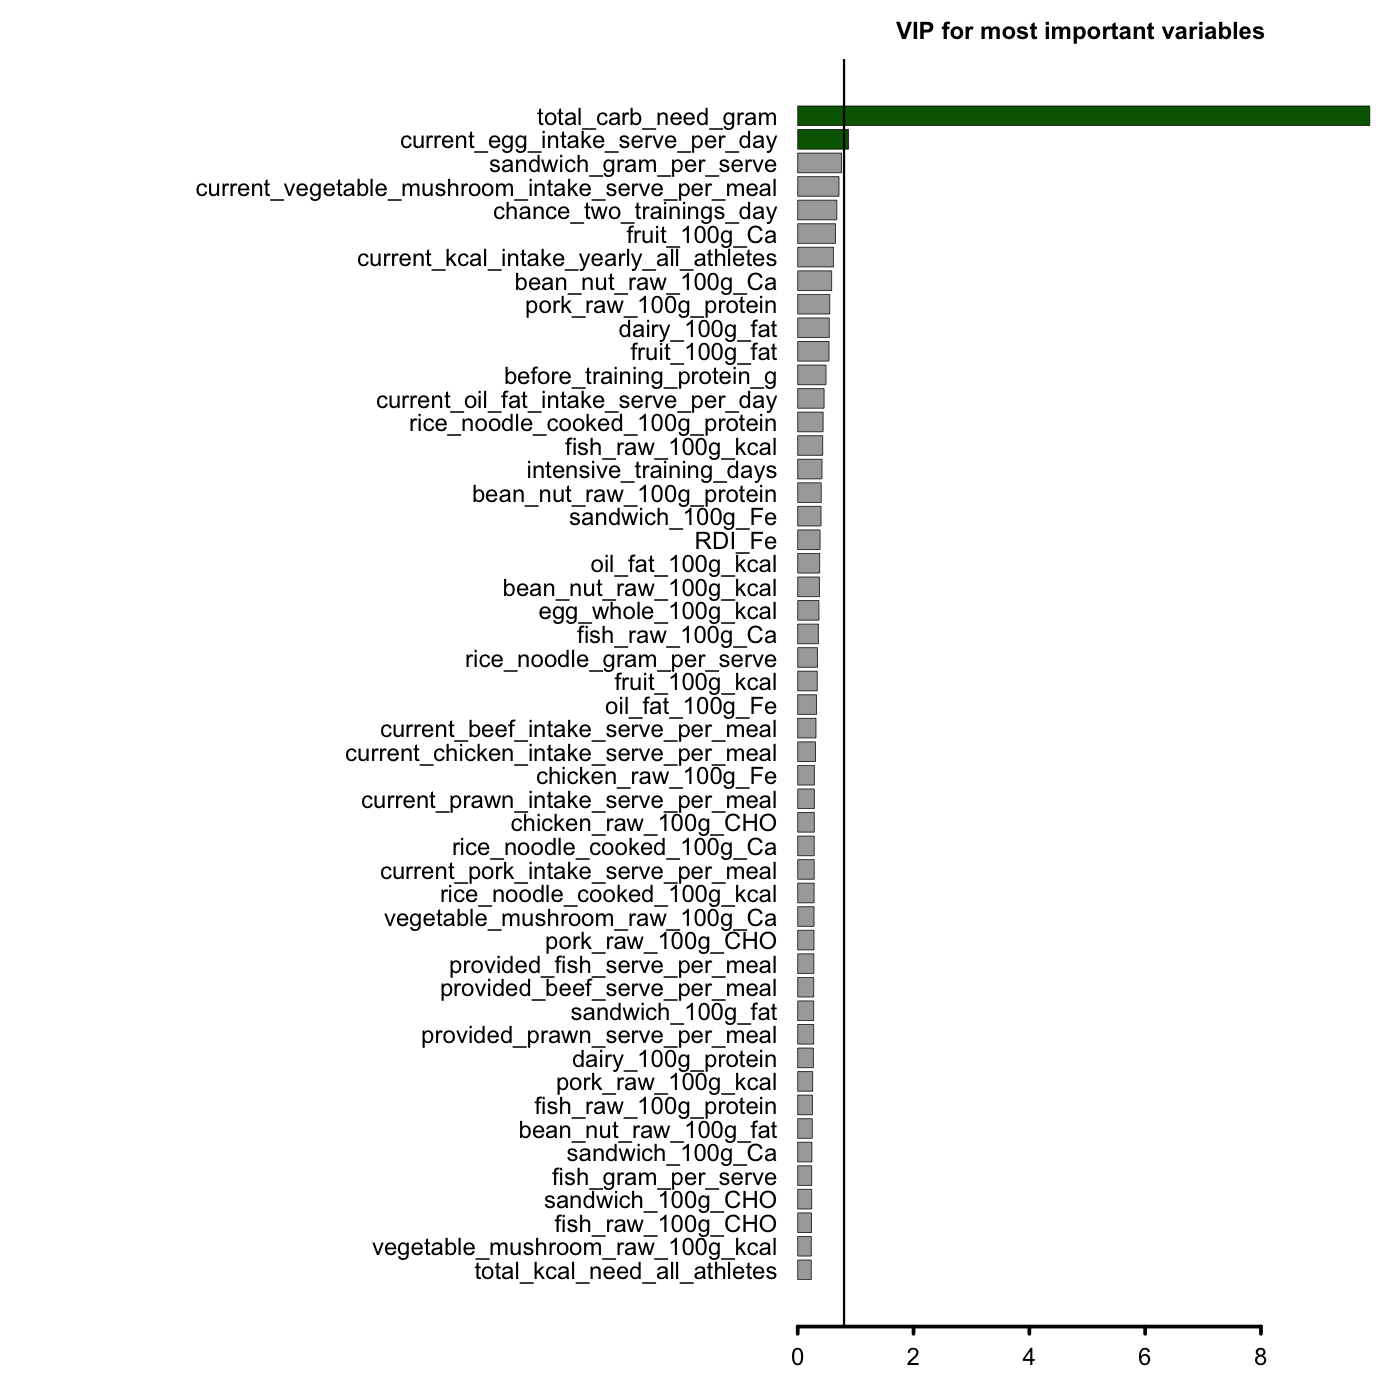 VIP for most important variables
total_carb_need_gram
current_egg_intake_serve_per_day
sandwich_gram_per_serve
current_vegetable_mushroom_intake_serve_per_meal
chance_two_trainings_day
fruit_100g_Ca
current_kcal_intake_yearly_all_athletes
bean_nut_raw_100g_Ca
pork_raw_100g_protein
dairy_100g_fat
fruit_100g_fat
before_training_protein_g
current_oil_fat_intake_serve_per_day
rice_noodle_cooked_100g_protein
fish_raw_100g_kcal
intensive_training_days
bean_nut_raw_100g_protein
sandwich_100g_Fe
RDI_Fe
oil_fat_100g_kcal
bean_nut_raw_100g_kcal
egg_whole_100g_kcal
fish_raw_100g_Ca
rice_noodle_gram_per_serve
fruit_100g_kcal
oil_fat_100g_Fe
current_beef_intake_serve_per_meal
current_chicken_intake_serve_per_meal
chicken_raw_100g_Fe
current_prawn_intake_serve_per_meal
chicken_raw_100g_CHO
rice_noodle_cooked_100g_Ca
current_pork_intake_serve_per_meal
rice_noodle_cooked_100g_kcal
vegetable_mushroom_raw_100g_Ca
pork_raw_100g_CHO
provided_fish_serve_per_meal
provided_beef_serve_per_meal
sandwich_100g_fat
provided_prawn_serve_per_meal
dairy_100g_protein
pork_raw_100g_kcal
fish_raw_100g_protein
bean_nut_raw_100g_fat
sandwich_100g_Ca
fish_gram_per_serve
sandwich_100g_CHO
fish_raw_100g_CHO
vegetable_mushroom_raw_100g_kcal
total_kcal_need_all_athletes
0 2 4 6 8